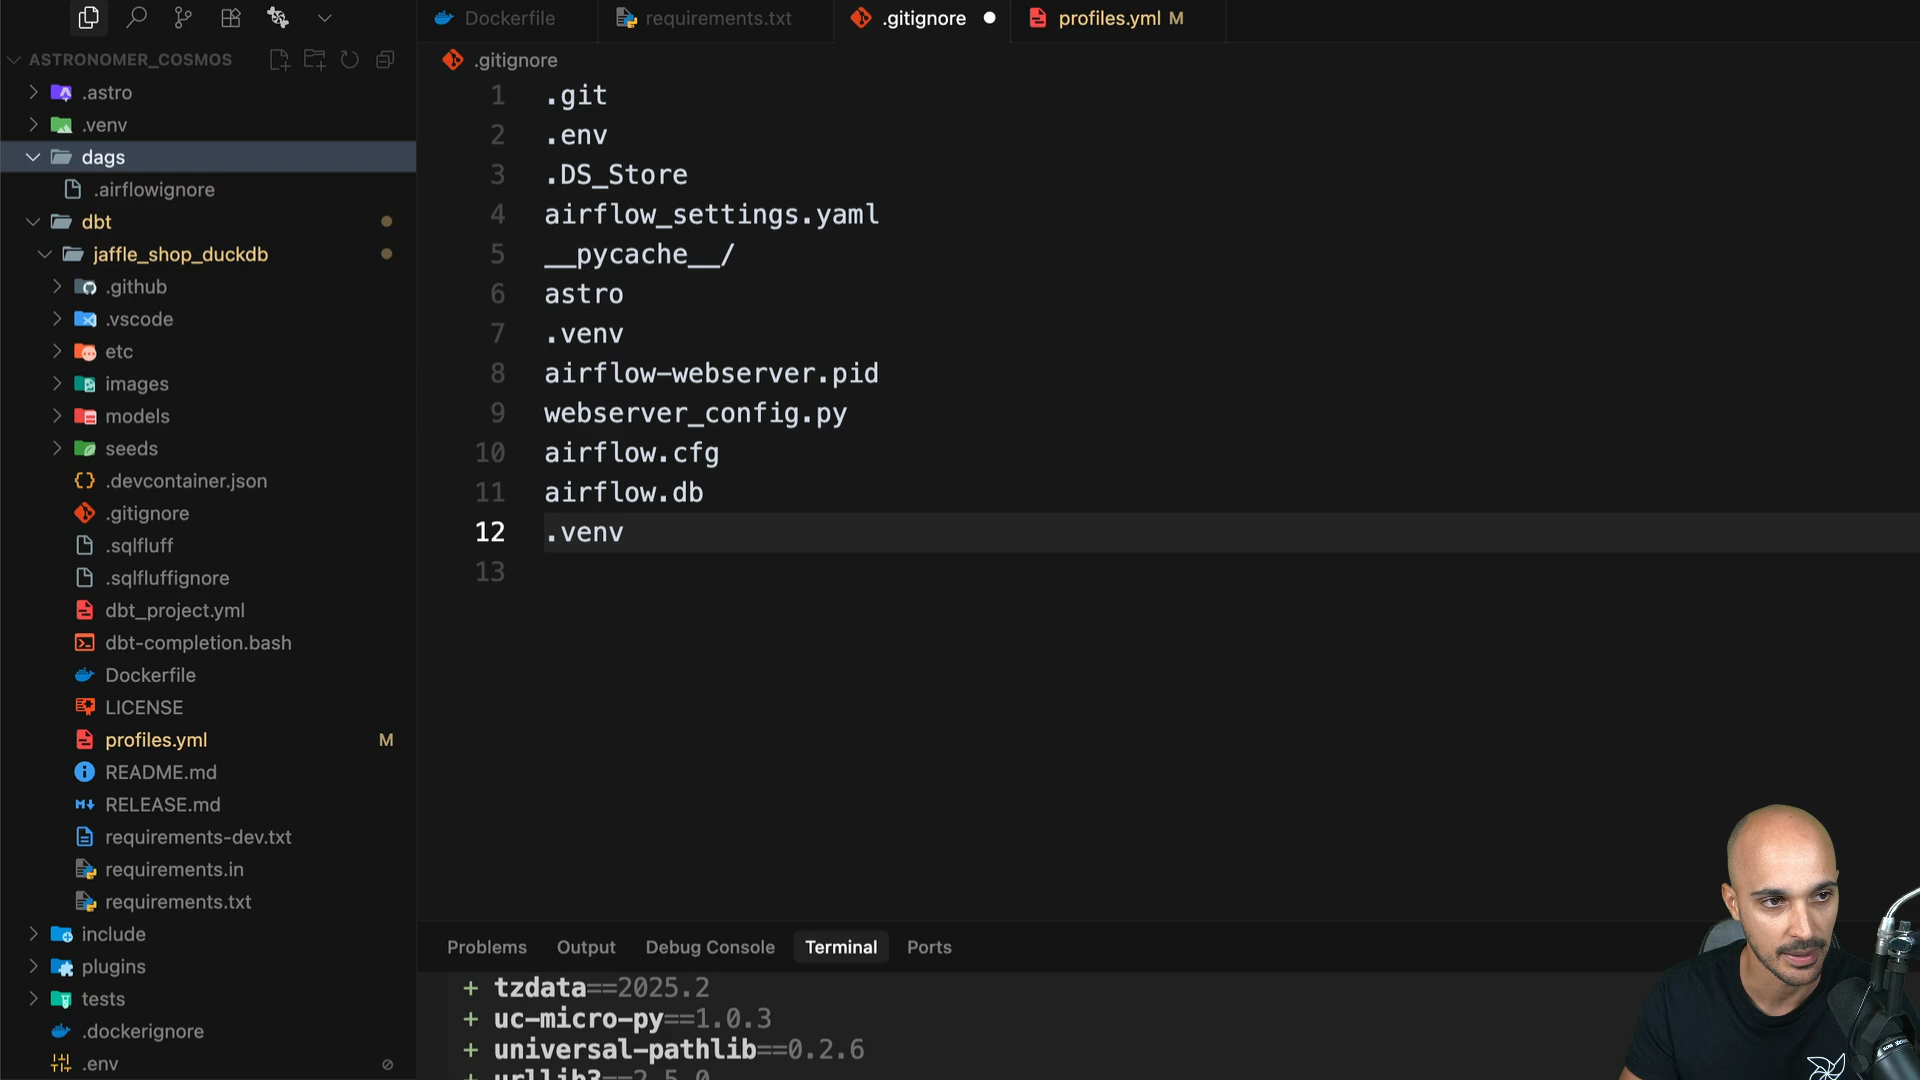 Dockerfile
requirements.txt
.gitignore
profiles.yml M
ASTRONOMER_COSMOS
.astro
.venv
dags
.airflowignore
dbt
jaffle_shop_duckdb
.github
.vscode
etc
images
models
seeds
.devcontainer.json
.gitignore
.sqlfluff
.sqlfluffignore
dbt_project.yml
dbt-completion.bash
Dockerfile
LICENSE
profiles.yml M
README.md
RELEASE.md
requirements-dev.txt
requirements.in
requirements.txt
include
plugins
tests
.dockerignore
.env
.gitignore
1 .git
2 .env
3 .DS_Store
4 airflow_settings.yaml
5 __pycache__/
6 astro
7 .venv
8 airflow-webserver.pid
9 webserver_config.py
10 airflow.cfg
11 airflow.db
12 .venv
13
Problems Output Debug Console Terminal Ports
+ tzdata==2025.2
+ uc-micro-py==1.0.3
+ universal-pathlib==0.2.6
+ urllib3==2.5.0